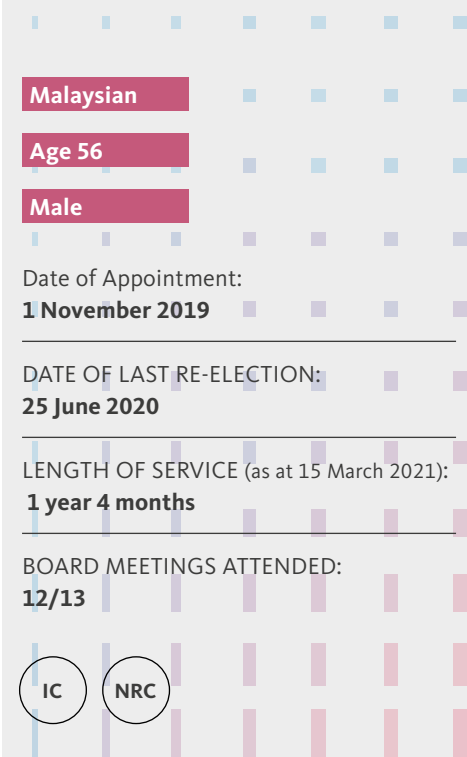 Malaysian
Age 56
Male
Date of Appointment:
1 November 2019
DATE OF LAST RE-ELECTION:
25 June 2020
LENGTH OF SERVICE (as at 15 March 2021):
1 year 4 months
BOARD MEETINGS ATTENDED:
12/13
IC NRC